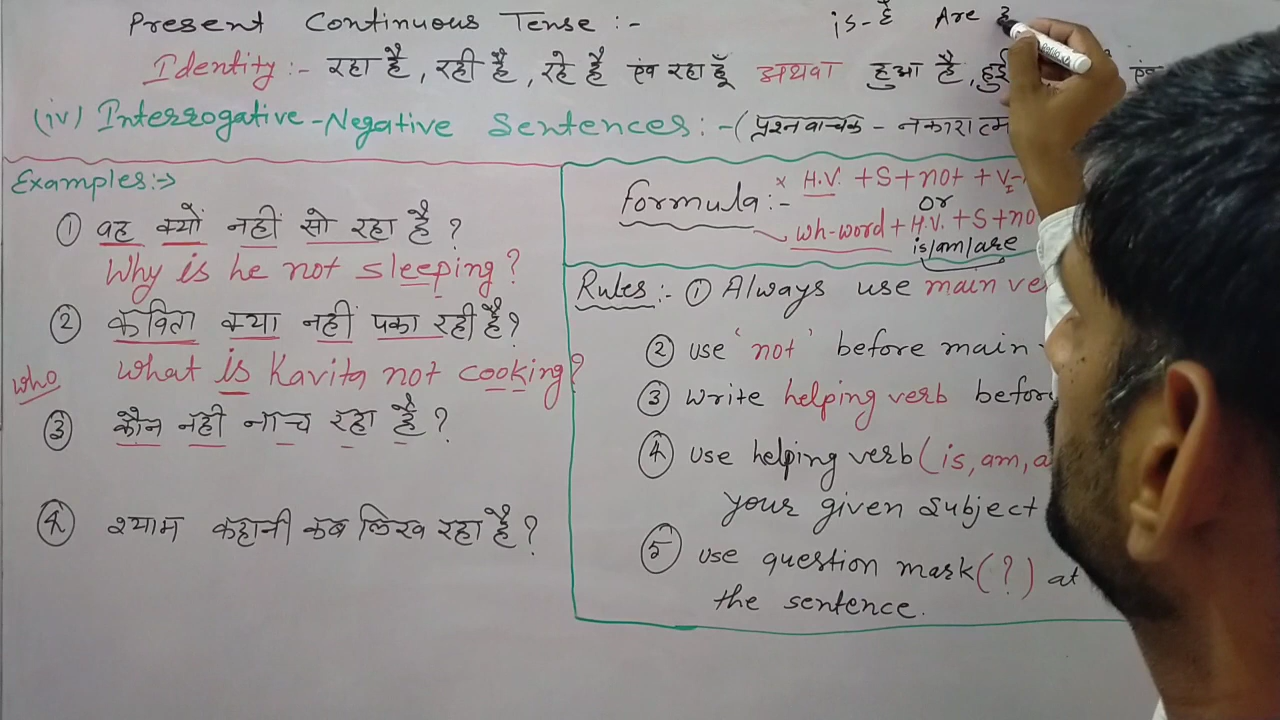 Present Continuous Tense :-
is - है Are
Identity :- रहा है, रही है, रहे है एंव रहा हूँ अथवा हुआ है, हुई
(iv) Interrogative-Negative Sentences :- (प्रश्नवाचक - नकारात्म
Examples :->
① वह क्यों नहीं सो रहा है ?
Why is he not sleeping ?
② कविता क्या नहीं पका रही है ?
What is Kavita not cooking ?
who
③ कौन नही नाच रहा है ?
④ श्याम कहानी कब लिख रहा है ?
Formula :- × H.V. + S + not + V
or
wh-word + H.V. + S + no
is/am/are
Rules :- ① Always use main ve
② use 'not' before main
③ write helping verb before
④ use helping verb (is, am, a
your given subject
⑤ use question mark (?) at
the sentence.